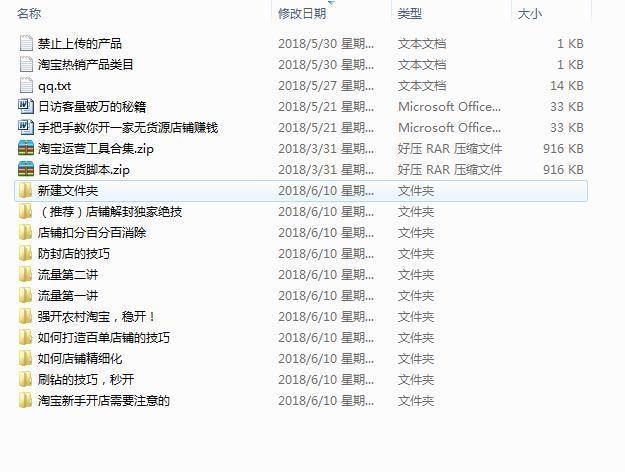 名称 修改日期 类型 大小
禁止上传的产品 2018/5/30 星期... 文本文档 1 KB
淘宝热销产品类目 2018/5/30 星期... 文本文档 1 KB
qq.txt 2018/5/27 星期... 文本文档 14 KB
日访客量破万的秘籍 2018/5/21 星期... Microsoft Office... 33 KB
手把手教你开一家无货源店铺赚钱 2018/5/21 星期... Microsoft Office... 33 KB
淘宝运营工具合集.zip 2018/3/31 星期... 好压 RAR 压缩文件 916 KB
自动发货脚本.zip 2018/3/31 星期... 好压 RAR 压缩文件 916 KB
新建文件夹 2018/6/10 星期... 文件夹
（推荐）店铺解封独家绝技 2018/6/10 星期... 文件夹
店铺扣分百分百消除 2018/6/10 星期... 文件夹
防封店的技巧 2018/6/10 星期... 文件夹
流量第二讲 2018/6/10 星期... 文件夹
流量第一讲 2018/6/10 星期... 文件夹
强开农村淘宝，稳开！ 2018/6/10 星期... 文件夹
如何打造百单店铺的技巧 2018/6/10 星期... 文件夹
如何店铺精细化 2018/6/10 星期... 文件夹
刷钻的技巧，秒开 2018/6/10 星期... 文件夹
淘宝新手开店需要注意的 2018/6/10 星期... 文件夹